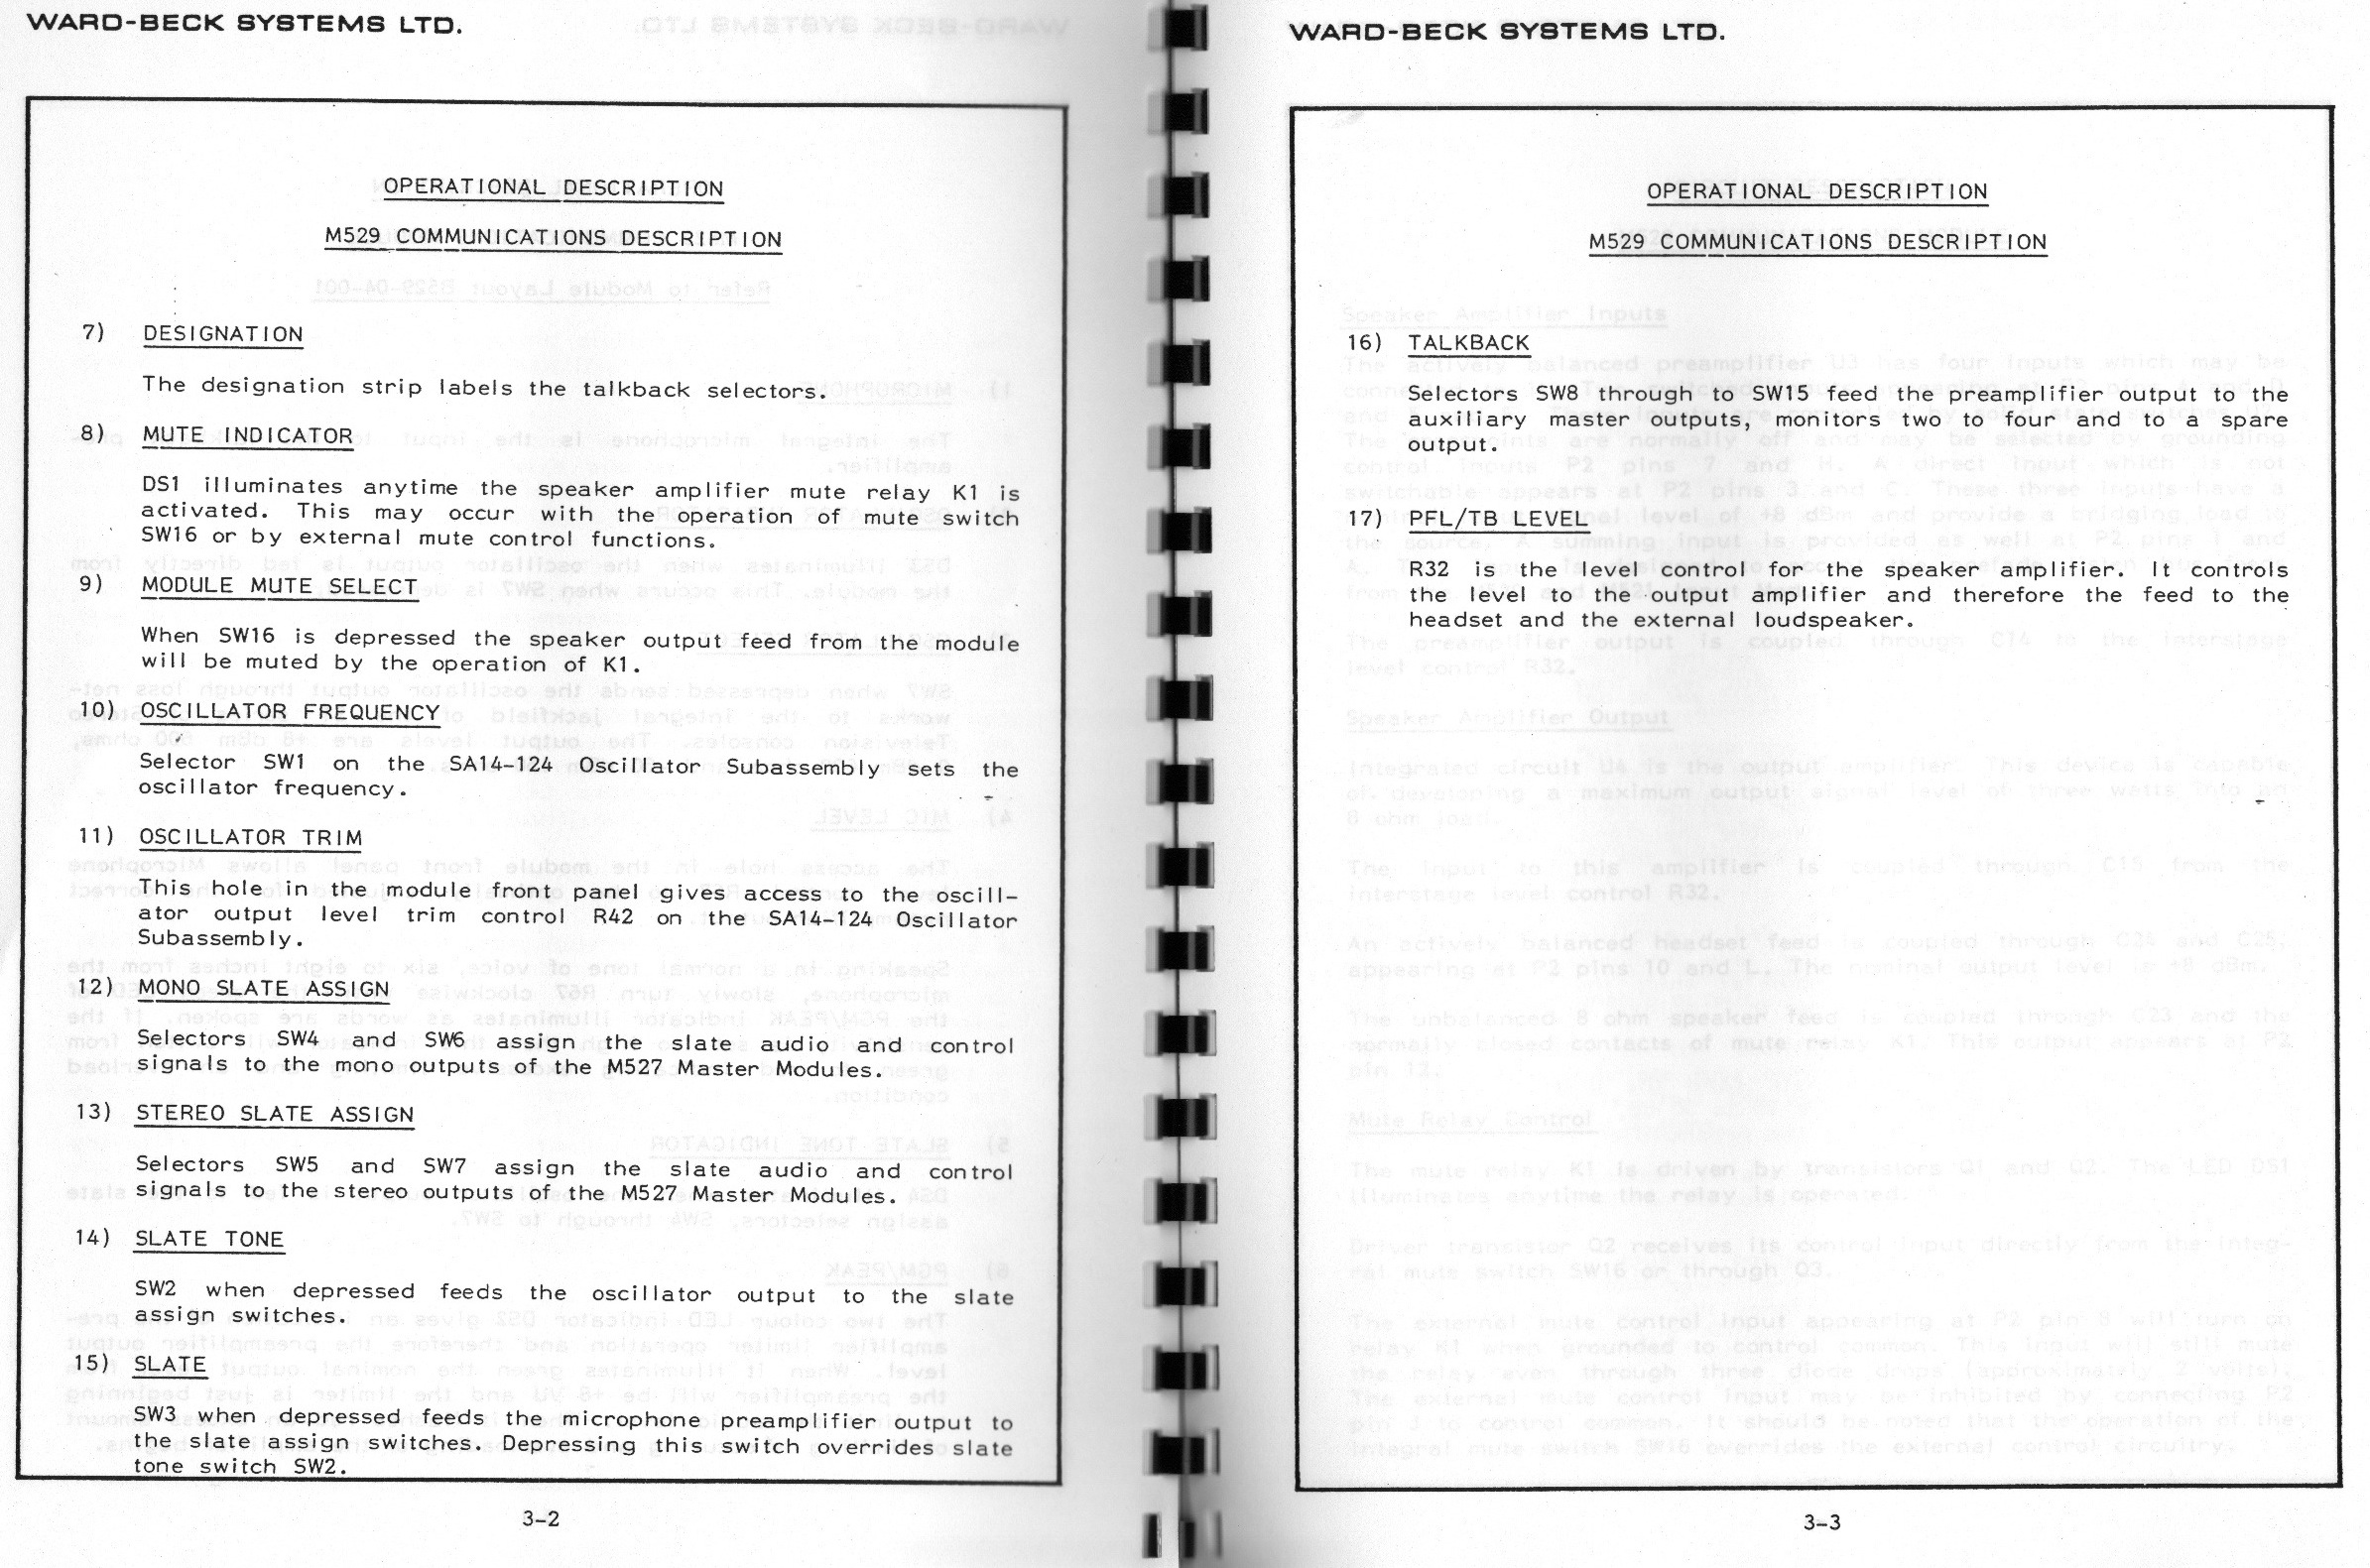 WARD-BECK SYSTEMS LTD.
OPERATIONAL DESCRIPTION
M529 COMMUNICATIONS DESCRIPTION
7) DESIGNATION
The designation strip labels the talkback selectors.
8) MUTE INDICATOR
DS1 illuminates anytime the speaker amplifier mute relay K1 is
activated. This may occur with the operation of mute switch
SW16 or by external mute control functions.
9) MODULE MUTE SELECT
When SW16 is depressed the speaker output feed from the module
will be muted by the operation of K1.
10) OSCILLATOR FREQUENCY
Selector SW1 on the SA14-124 Oscillator Subassembly sets the
oscillator frequency.
11) OSCILLATOR TRIM
This hole in the module front panel gives access to the oscill-
ator output level trim control R42 on the SA14-124 Oscillator
Subassembly.
12) MONO SLATE ASSIGN
Selectors SW4 and SW6 assign the slate audio and control
signals to the mono outputs of the M527 Master Modules.
13) STEREO SLATE ASSIGN
Selectors SW5 and SW7 assign the slate audio and control
signals to the stereo outputs of the M527 Master Modules.
14) SLATE TONE
SW2 when depressed feeds the oscillator output to the slate
assign switches.
15) SLATE
SW3 when depressed feeds the microphone preamplifier output to
the slate assign switches. Depressing this switch overrides slate
tone switch SW2.
3-2
WARD-BECK SYSTEMS LTD.
OPERATIONAL DESCRIPTION
M529 COMMUNICATIONS DESCRIPTION
16) TALKBACK
Selectors SW8 through to SW15 feed the preamplifier output to the
auxiliary master outputs, monitors two to four and to a spare
output.
17) PFL/TB LEVEL
R32 is the level control for the speaker amplifier. It controls
the level to the output amplifier and therefore the feed to the
headset and the external loudspeaker.
3-3